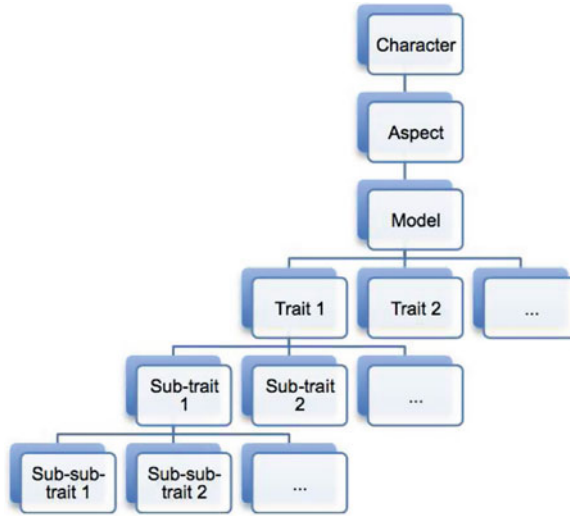 Character
Aspect
Model
Trait 1
Trait 2
...
Sub-trait
1
Sub-trait
2
...
Sub-sub-
trait 1
Sub-sub-
trait 2
...